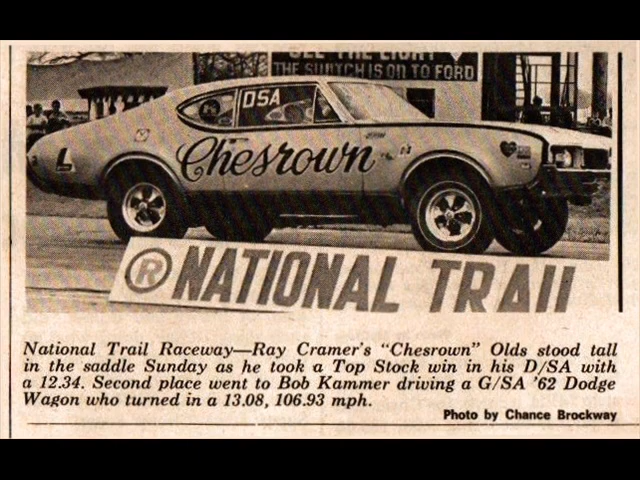 SEE THE LIGHT
THE SWITCH IS ON TO FORD
DSA
Chesrown
L
R NATIONAL TRAIL
National Trail Raceway—Ray Cramer's "Chesrown" Olds stood tall
in the saddle Sunday as he took a Top Stock win in his D/SA with
a 12.34. Second place went to Bob Kammer driving a G/SA '62 Dodge
Wagon who turned in a 13.08, 106.93 mph.
Photo by Chance Brockway